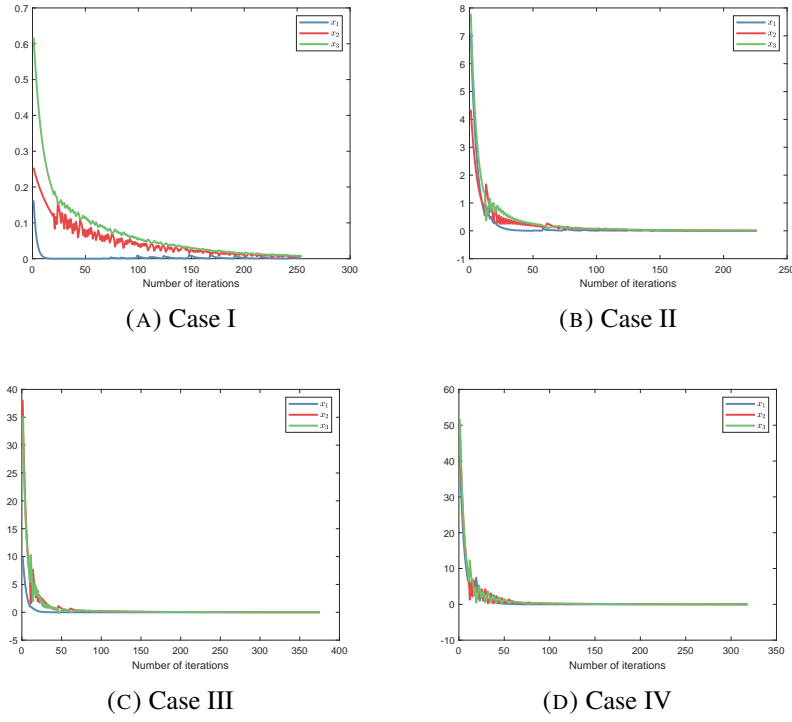 0.7
0.6
0.5
0.4
0.3
0.2
0.1
0
0 50 100 150 200 250 300
Number of iterations
x₁
x₂
x₃
(A) Case I
8
7
6
5
4
3
2
1
0
-1
0 50 100 150 200 250
Number of iterations
x₁
x₂
x₃
(B) Case II
40
35
30
25
20
15
10
5
0
-5
0 50 100 150 200 250 300 350 400
Number of iterations
x₁
x₂
x₃
(C) Case III
60
50
40
30
20
10
0
-10
0 50 100 150 200 250 300 350
Number of iterations
x₁
x₂
x₃
(D) Case IV